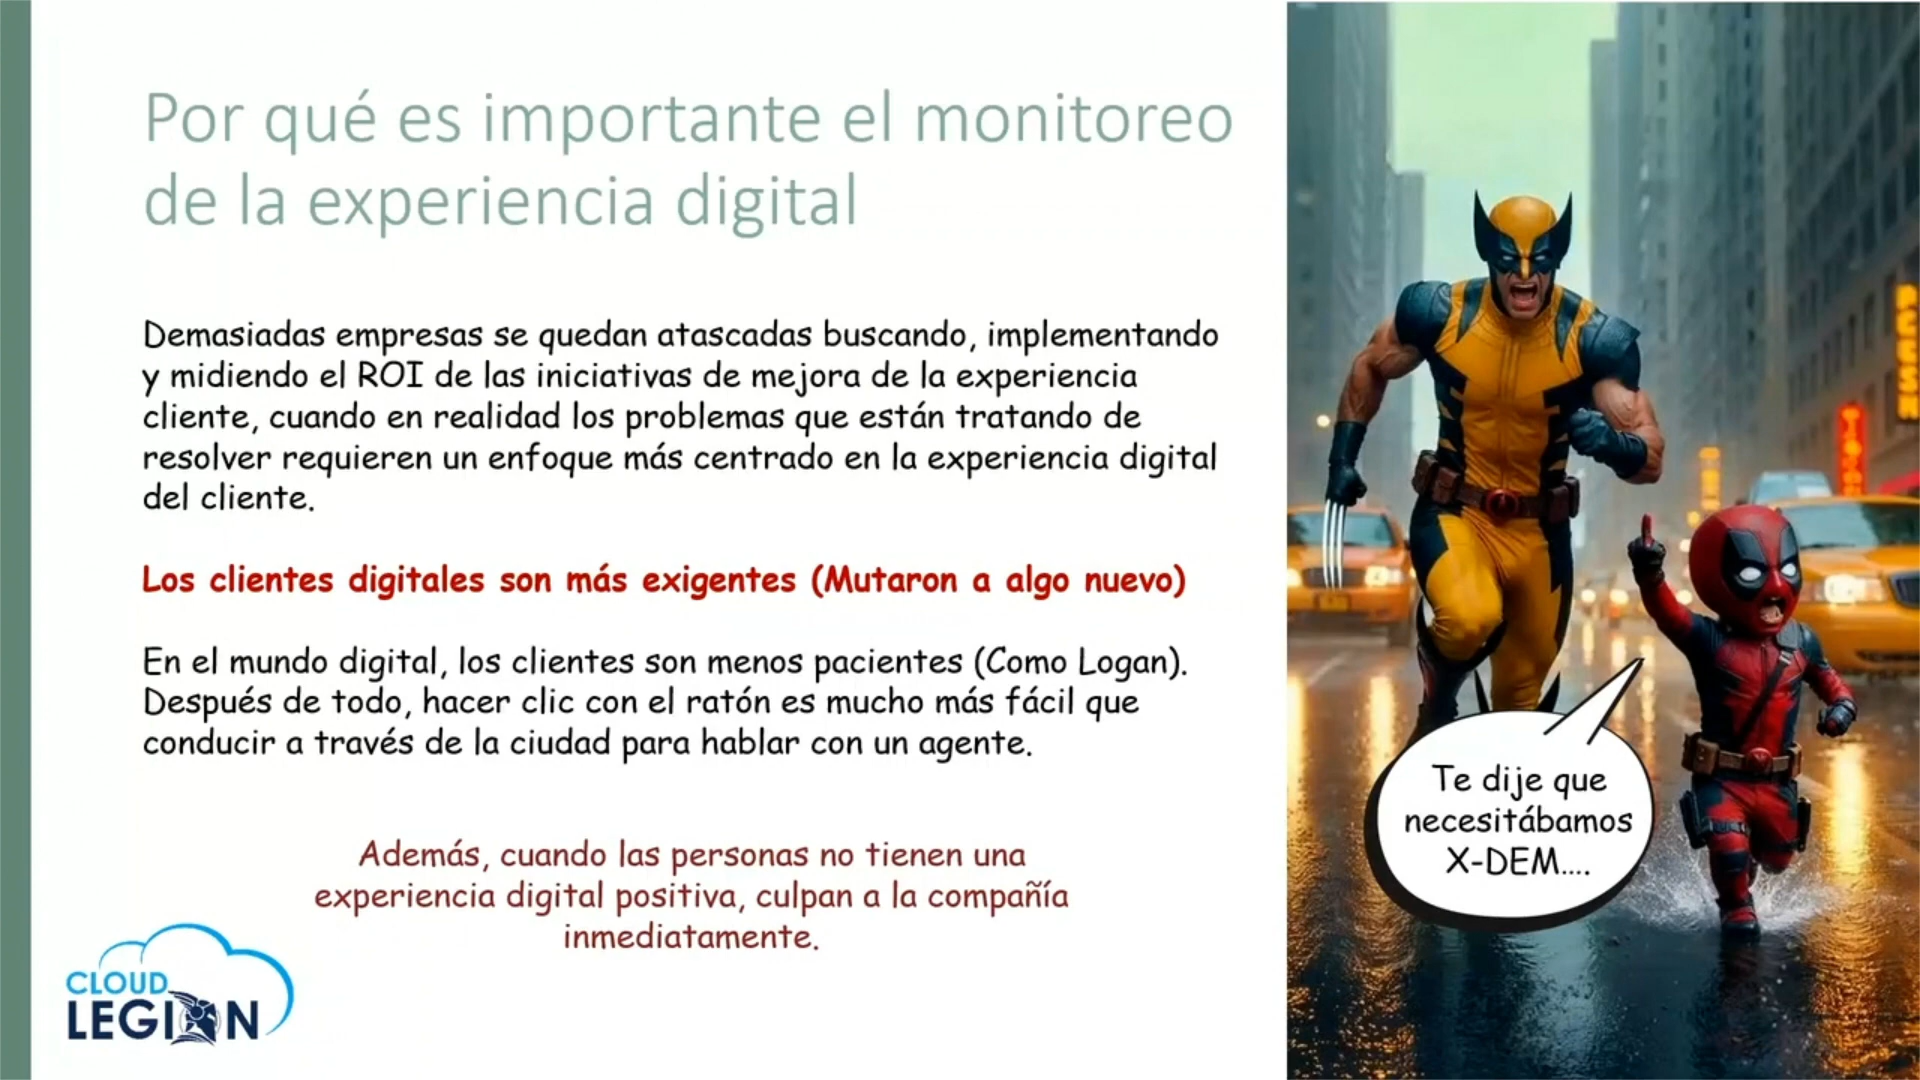 Por qué es importante el monitoreo
de la experiencia digital
Demasiadas empresas se quedan atascadas buscando, implementando
y midiendo el ROI de las iniciativas de mejora de la experiencia
cliente, cuando en realidad los problemas que están tratando de
resolver requieren un enfoque más centrado en la experiencia digital
del cliente.
Los clientes digitales son más exigentes (Mutaron a algo nuevo)
En el mundo digital, los clientes son menos pacientes (Como Logan).
Después de todo, hacer clic con el ratón es mucho más fácil que
conducir a través de la ciudad para hablar con un agente.
Además, cuando las personas no tienen una
experiencia digital positiva, culpan a la compañía
inmediatamente.
CLOUD
LEGION
Te dije que
necesitábamos
X-DEM....